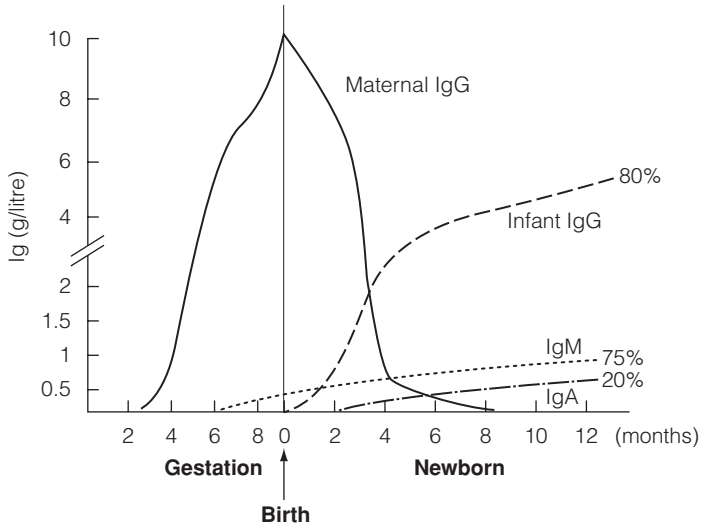 Ig (g/litre)
10
8
6
4
2
1.5
1
0.5
Maternal IgG
80%
Infant IgG
IgM
75%
20%
IgA
2 4 6 8 0 2 4 6 8 10 12 (months)
Gestation Newborn
Birth